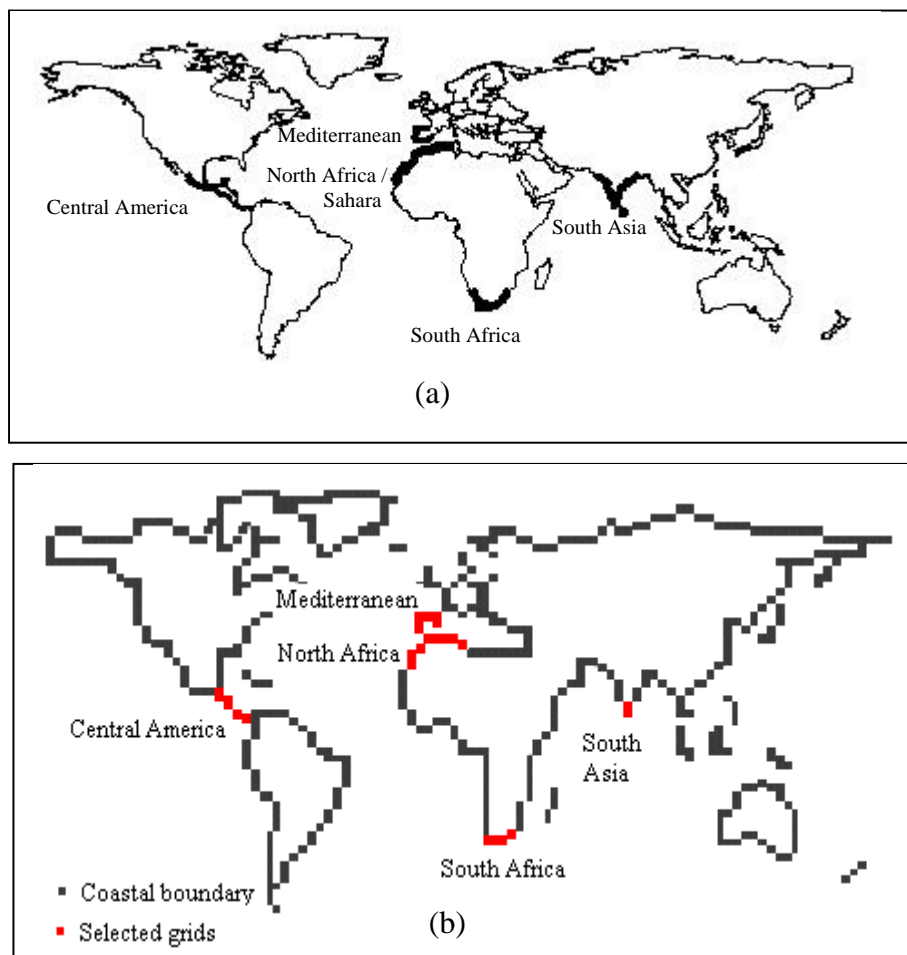 Mediterranean
North Africa /
Sahara
Central America
South Asia
South Africa
(a)
Mediterranean
North Africa
Central America
South
Asia
South Africa
Coastal boundary
Selected grids
(b)